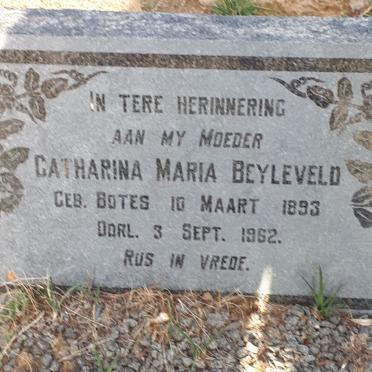 IN TERE HERINNERING
AAN MY MOEDER
CATHARINA MARIA BEYLEVELD
GEB. BOTES 10 MAART 1893
OORL. 3 SEPT. 1962.
RUS IN VREDE.